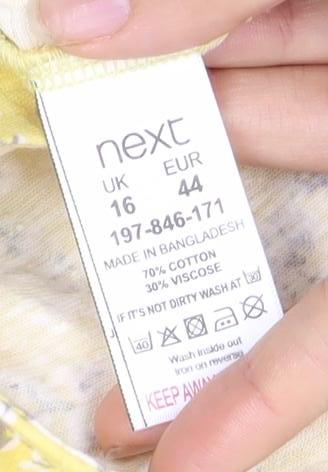 next
UK EUR
16 44
197-846-171
MADE IN BANGLADESH
70% COTTON
30% VISCOSE
IF IT'S NOT DIRTY WASH AT 30°
40
Wash inside out
Iron on reverse
KEEP AWAY